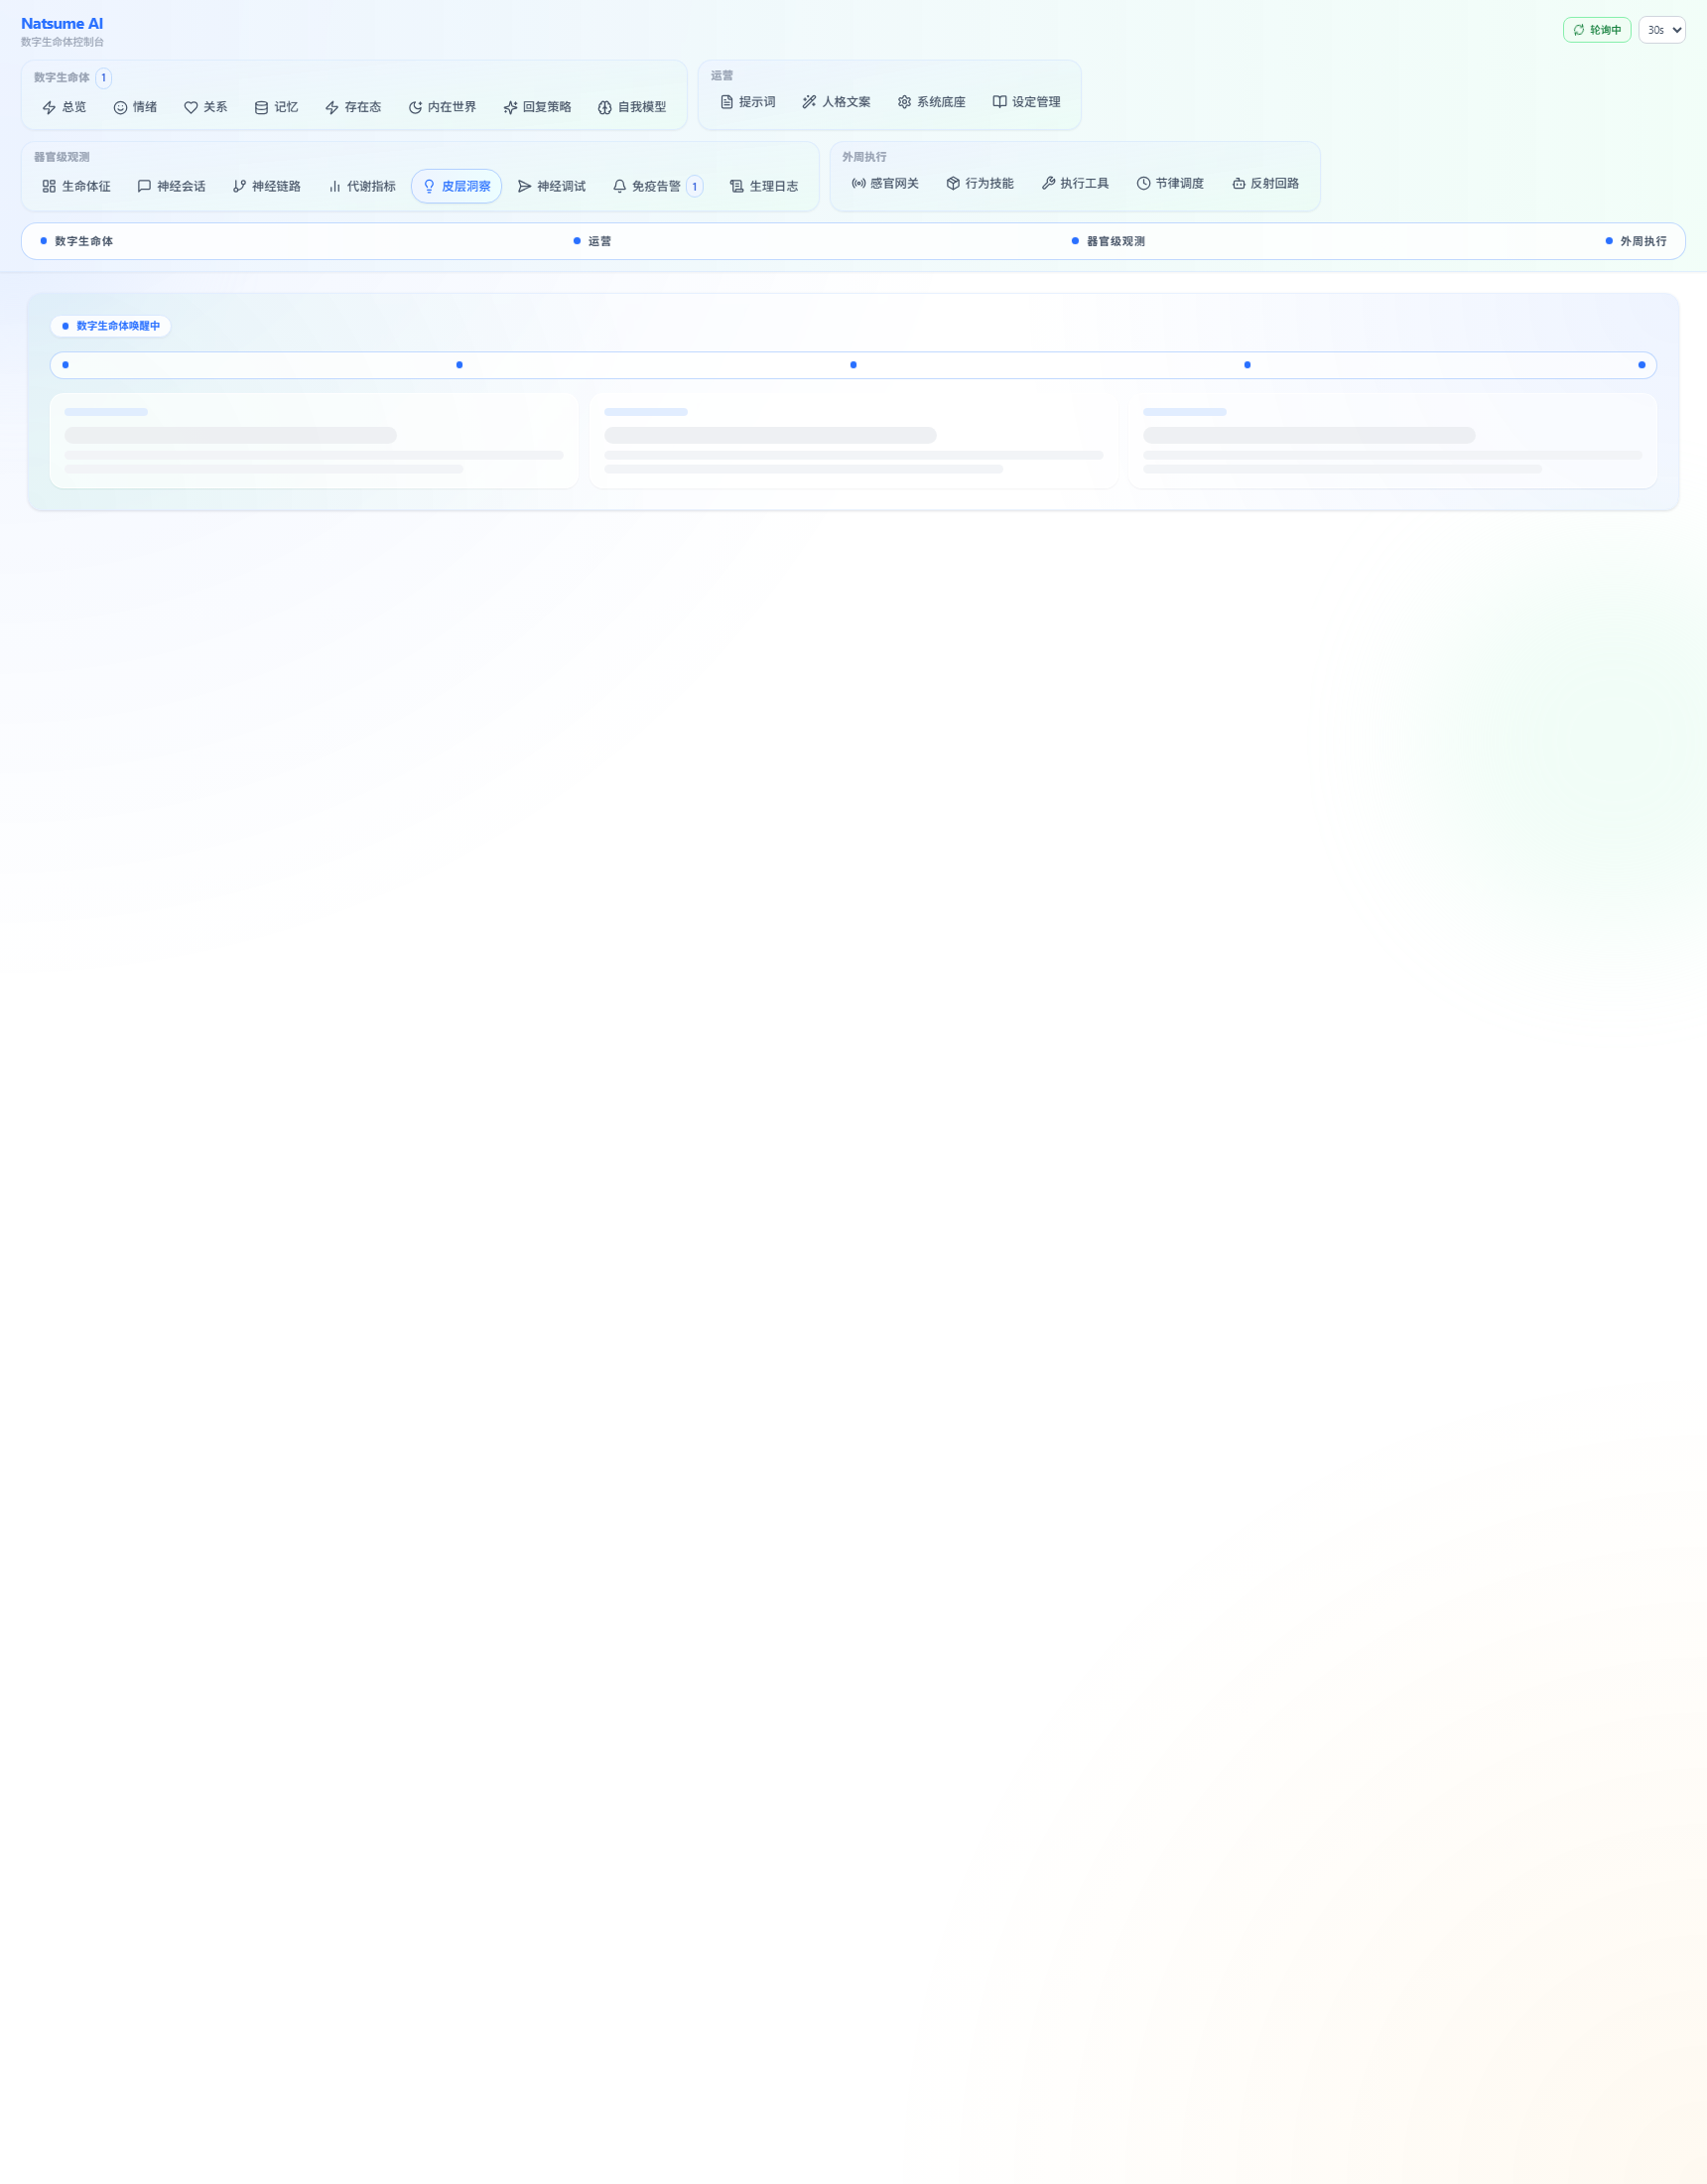 Natsume AI
数字生命体控制台
轮询中
30s
数字生命体 1
总览 情绪 关系 记忆 存在态 内在世界 回复策略 自我模型
运营
提示词 人格文案 系统底座 设定管理
器官级观测
生命体征 神经会话 神经链路 代谢指标 皮层洞察 神经调试 免疫告警 1 生理日志
外周执行
感官网关 行为技能 执行工具 节律调度 反射回路
数字生命体 运营 器官级观测 外周执行
数字生命体唤醒中